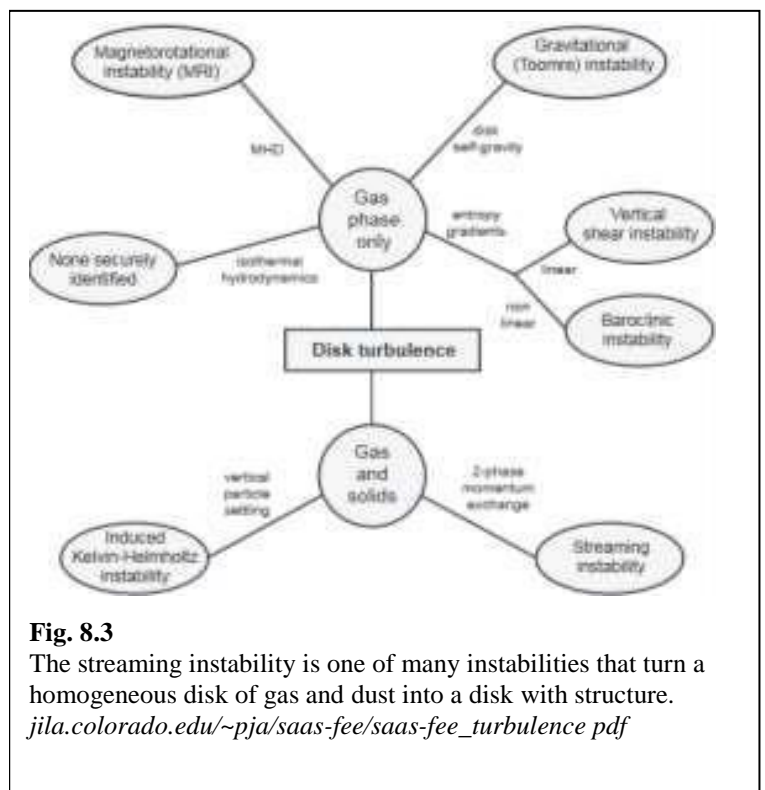 Magnetorotational
instability (MRI)
Gravitational
(Toomre) instability
MHD
disk
self-gravity
Gas
phase
only
entropy
gradients
Vertical
shear instability
None securely
identified
isothermal
hydrodynamics
linear
non
linear
Baroclinic
instability
Disk turbulence
Gas
and
solids
vertical
particle
settling
2-phase
momentum
exchange
Induced
Kelvin-Helmholtz
instability
Streaming
instability
Fig. 8.3
The streaming instability is one of many instabilities that turn a
homogeneous disk of gas and dust into a disk with structure.
jila.colorado.edu/~pja/saas-fee/saas-fee_turbulence pdf